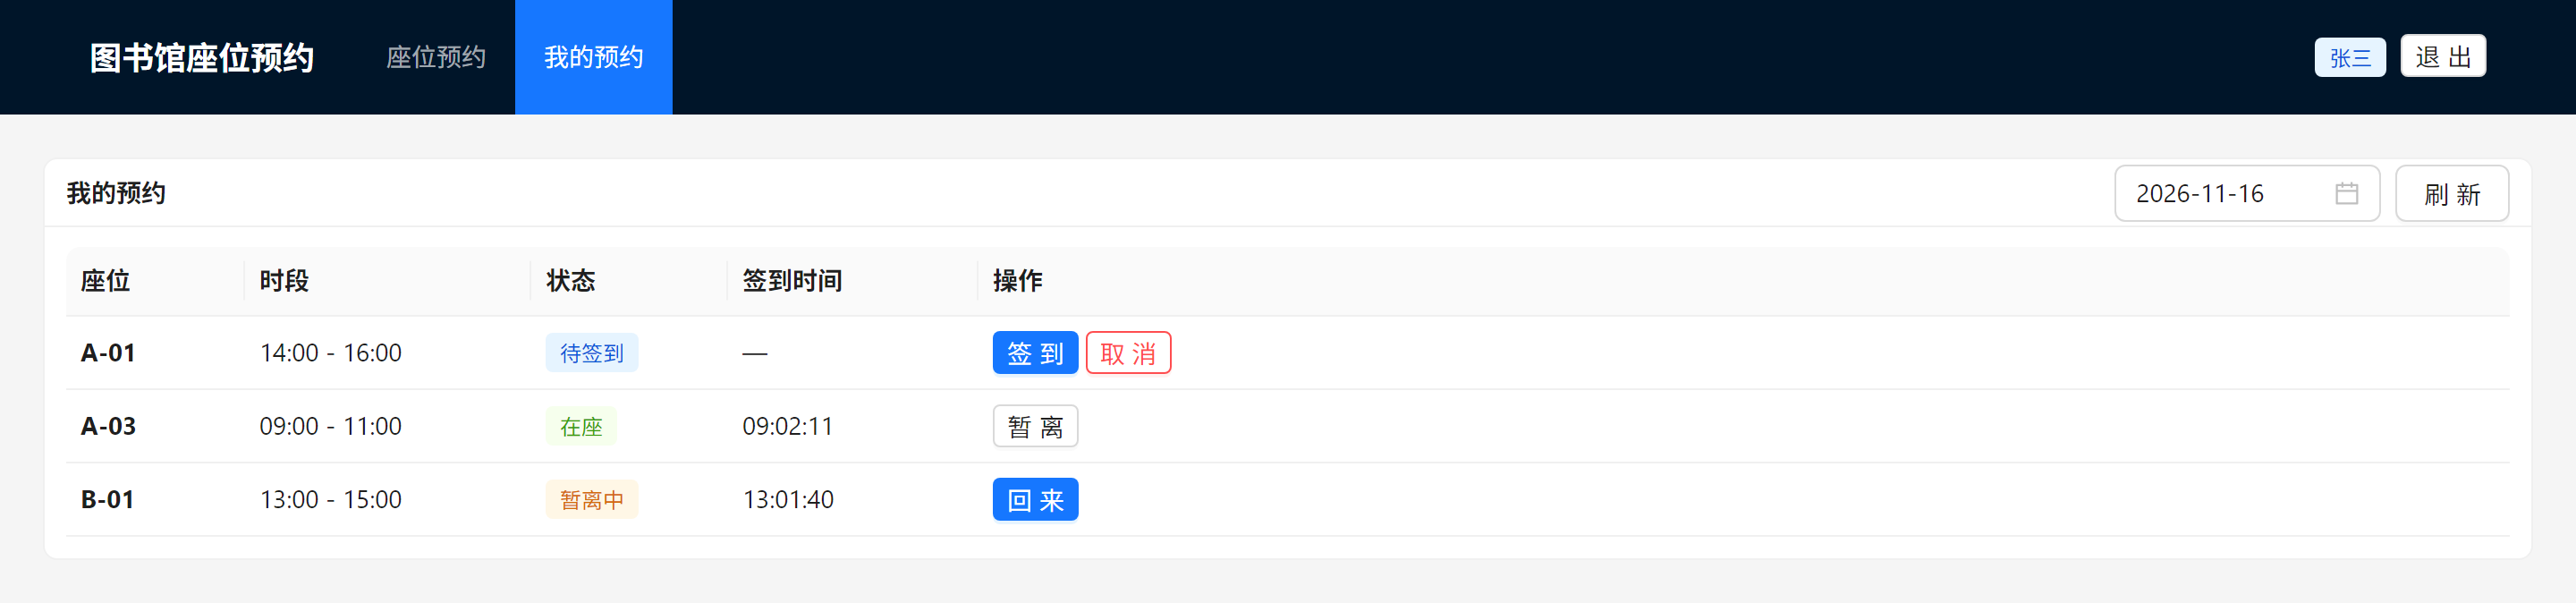 图书馆座位预约 座位预约 我的预约 张三 退 出
我的预约 2026-11-16 刷 新
座位 时段 状态 签到时间 操作
A-01 14:00 - 16:00 待签到 — 签 到 取 消
A-03 09:00 - 11:00 在座 09:02:11 暂 离
B-01 13:00 - 15:00 暂离中 13:01:40 回 来